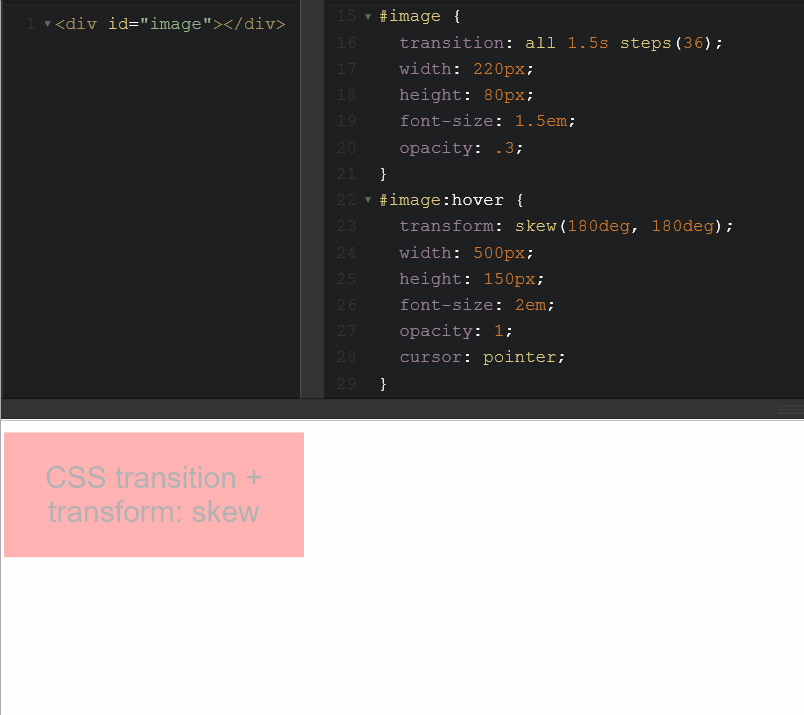 1 <div id="image"></div>
15 #image {
16 transition: all 1.5s steps(36);
17 width: 220px;
18 height: 80px;
19 font-size: 1.5em;
20 opacity: .3;
21 }
22 #image:hover {
23 transform: skew(180deg, 180deg);
24 width: 500px;
25 height: 150px;
26 font-size: 2em;
27 opacity: 1;
28 cursor: pointer;
29 }
CSS transition +
transform: skew